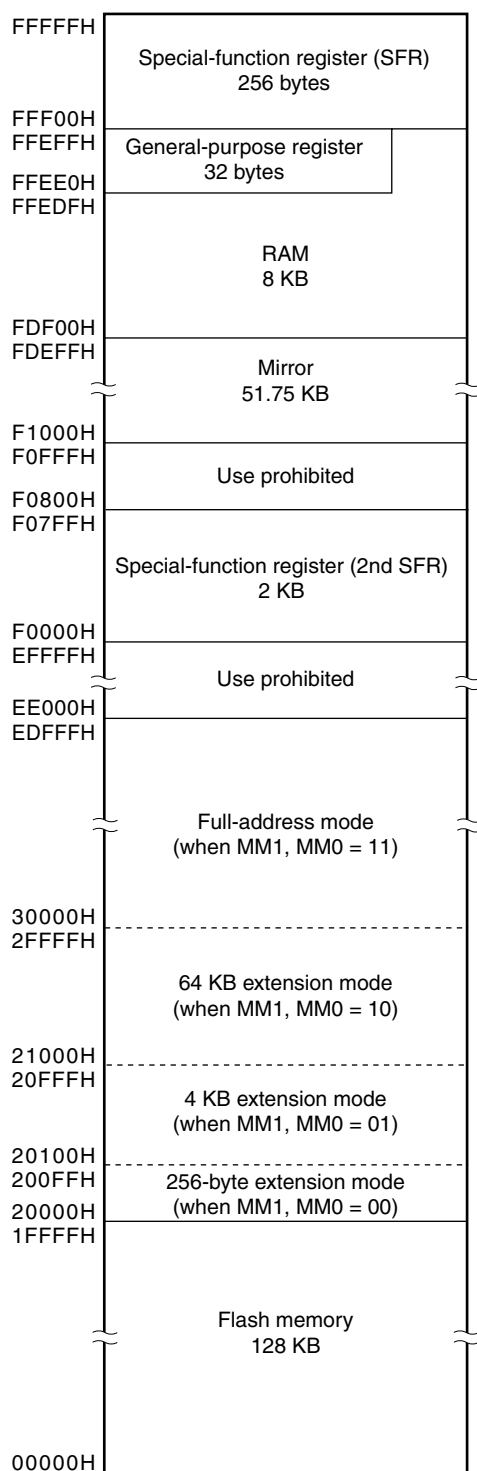 FFFFFH
Special-function register (SFR)
256 bytes
FFF00H
FFEFFH
General-purpose register
32 bytes
FFEE0H
FFEDFH
RAM
8 KB
FDF00H
FDEFFH
Mirror
51.75 KB
F1000H
F0FFFH
Use prohibited
F0800H
F07FFH
Special-function register (2nd SFR)
2 KB
F0000H
EFFFFH
Use prohibited
EE000H
EDFFFH
Full-address mode
(when MM1, MM0 = 11)
30000H
2FFFFH
64 KB extension mode
(when MM1, MM0 = 10)
21000H
20FFFH
4 KB extension mode
(when MM1, MM0 = 01)
20100H
200FFH
256-byte extension mode
(when MM1, MM0 = 00)
20000H
1FFFFH
Flash memory
128 KB
00000H